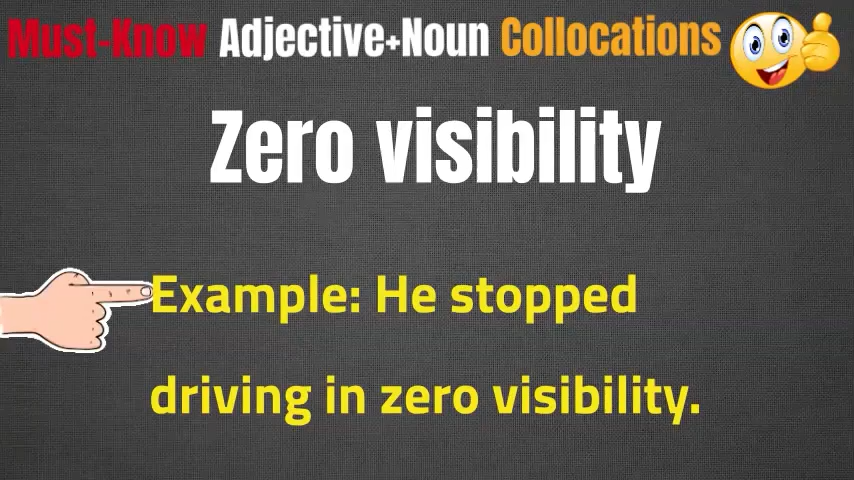 Must-Know Adjective+Noun Collocations
Zero visibility
Example: He stopped
driving in zero visibility.